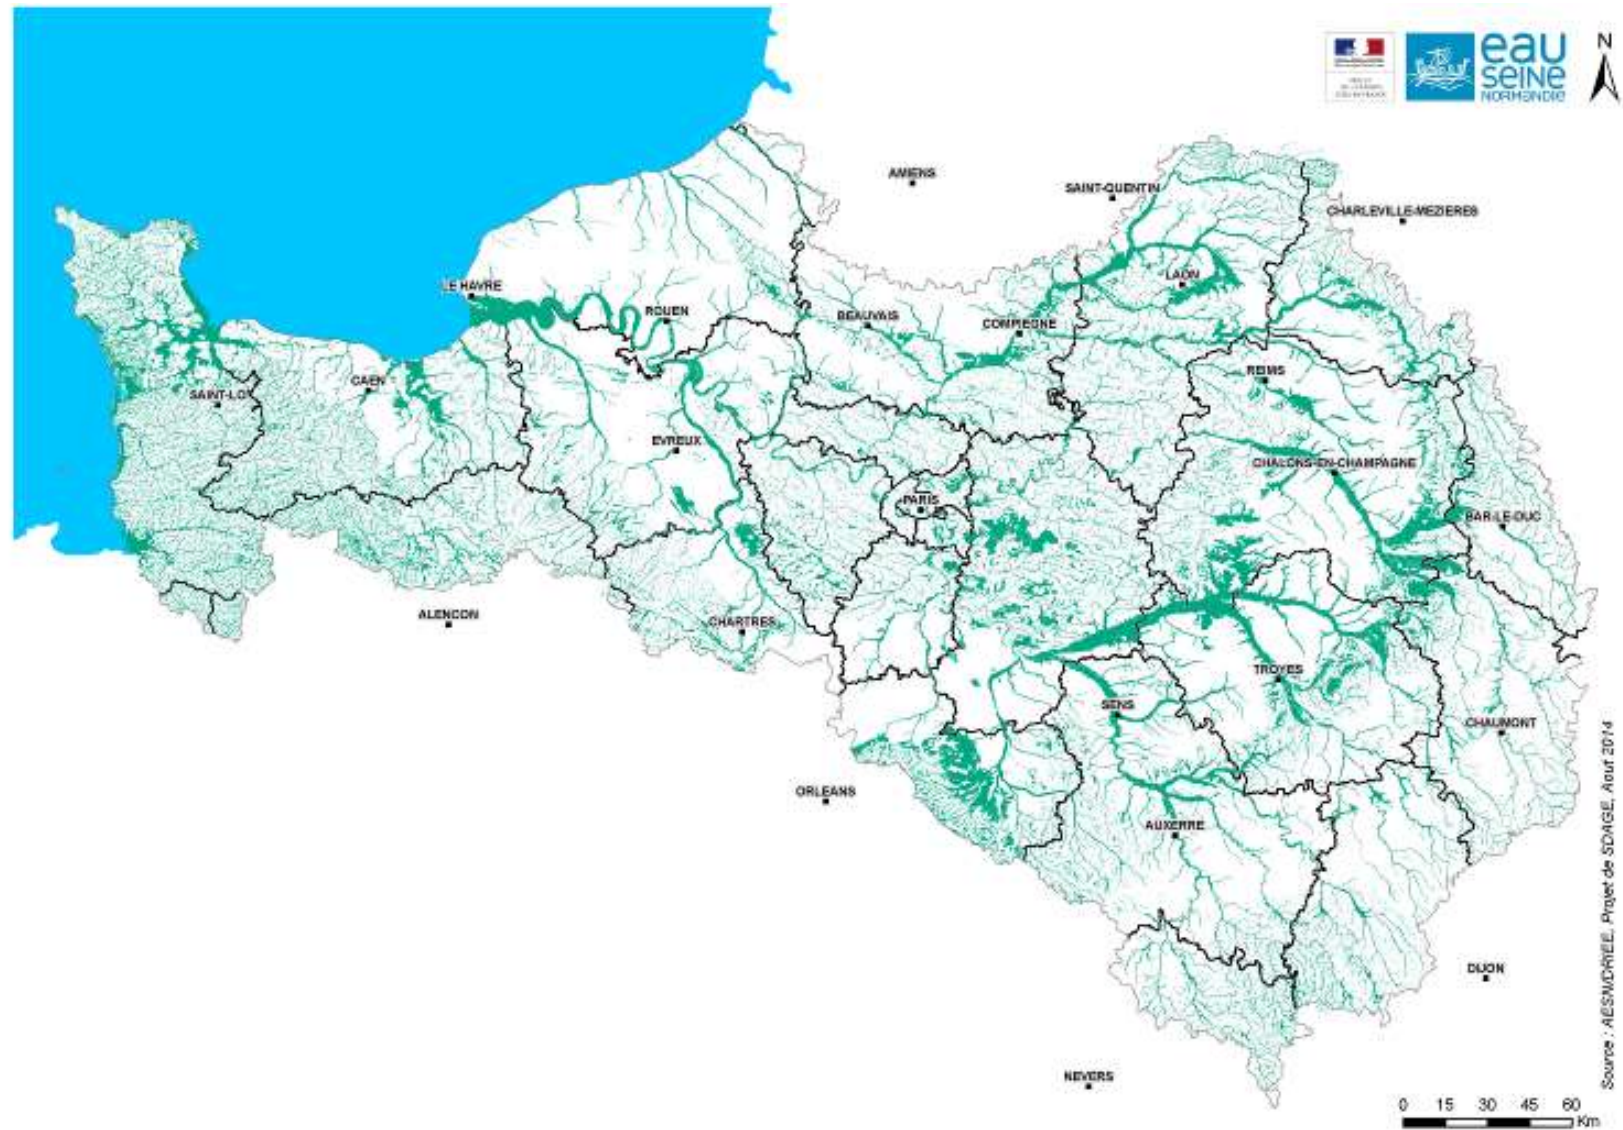 eau
SEINE
NORMANDIE
N
AMIENS
SAINT-QUENTIN
CHARLEVILLE-MEZIERES
LE HAVRE
LAON
ROUEN
BEAUVAIS
COMPIEGNE
CAEN
SAINT-LO
REIMS
EVREUX
CHALONS-EN-CHAMPAGNE
PARIS
BAR-LE-DUC
ALENCON
CHARTRES
TROYES
SENS
CHAUMONT
ORLEANS
AUXERRE
DIJON
NEVERS
0 15 30 45 60
Km
Source : AESN/DRIEE, Projet de SDAGE, Aout 2014